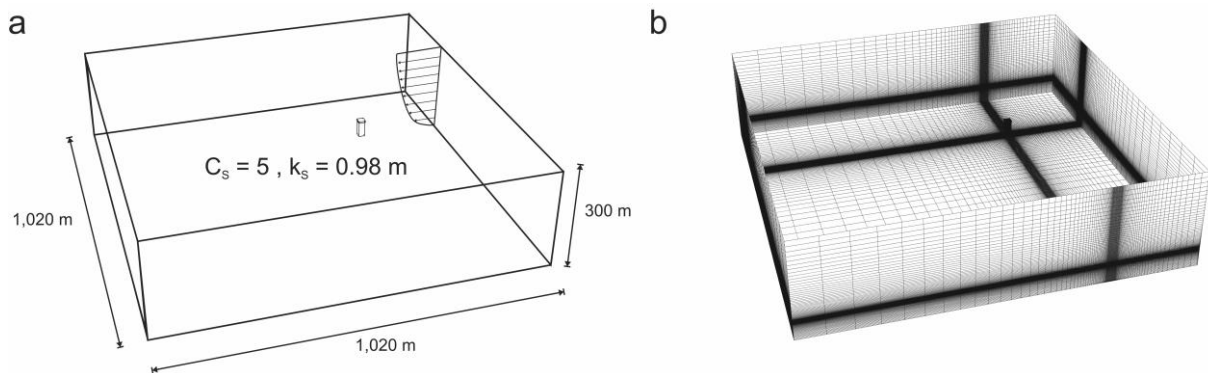 a
b
C_s = 5 , k_s = 0.98 m
1,020 m
300 m
1,020 m